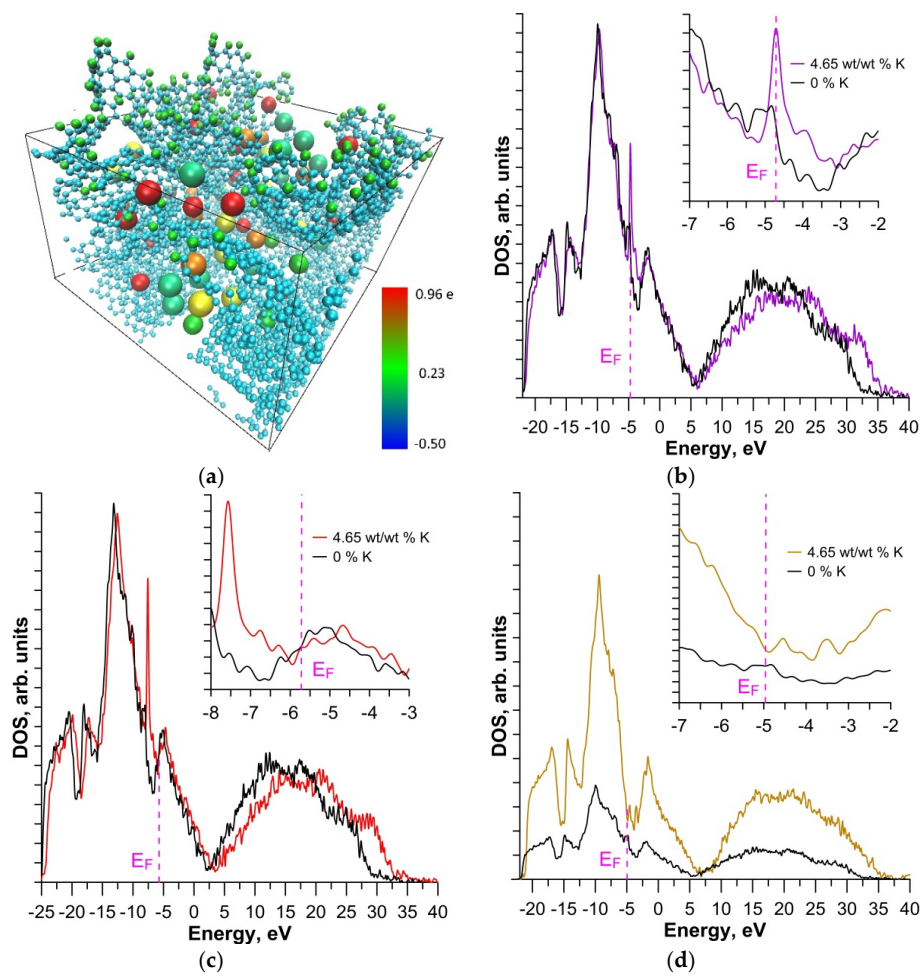 0.96 e
0.23
-0.50
(a)
DOS, arb. units
4.65 wt/wt % K
0 % K
E_F
-7 -6 -5 -4 -3 -2
E_F
-20 -15 -10 -5 0 5 10 15 20 25 30 35 40
Energy, eV
(b)
DOS, arb. units
4.65 wt/wt % K
0 % K
E_F
-8 -7 -6 -5 -4 -3
E_F
-25 -20 -15 -10 -5 0 5 10 15 20 25 30 35 40
Energy, eV
(c)
DOS, arb. units
4.65 wt/wt % K
0 % K
E_F
-7 -6 -5 -4 -3 -2
E_F
-20 -15 -10 -5 0 5 10 15 20 25 30 35 40
Energy, eV
(d)